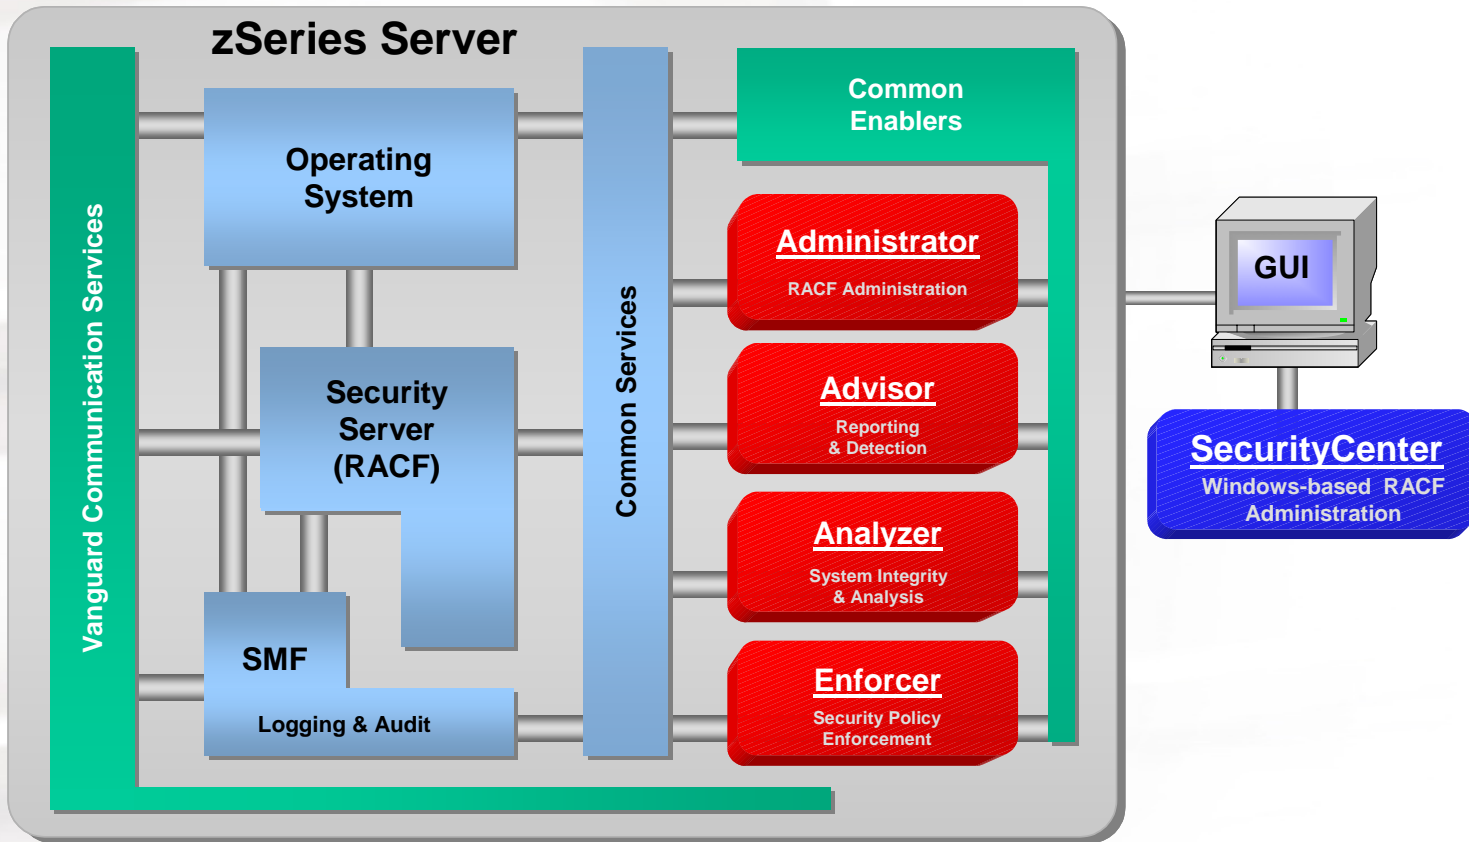 zSeries Server
Vanguard Communication Services
Operating
System
Security
Server
(RACF)
SMF
Logging & Audit
Common Services
Common
Enablers
Administrator
RACF Administration
Advisor
Reporting
& Detection
Analyzer
System Integrity
& Analysis
Enforcer
Security Policy
Enforcement
GUI
SecurityCenter
Windows-based RACF
Administration